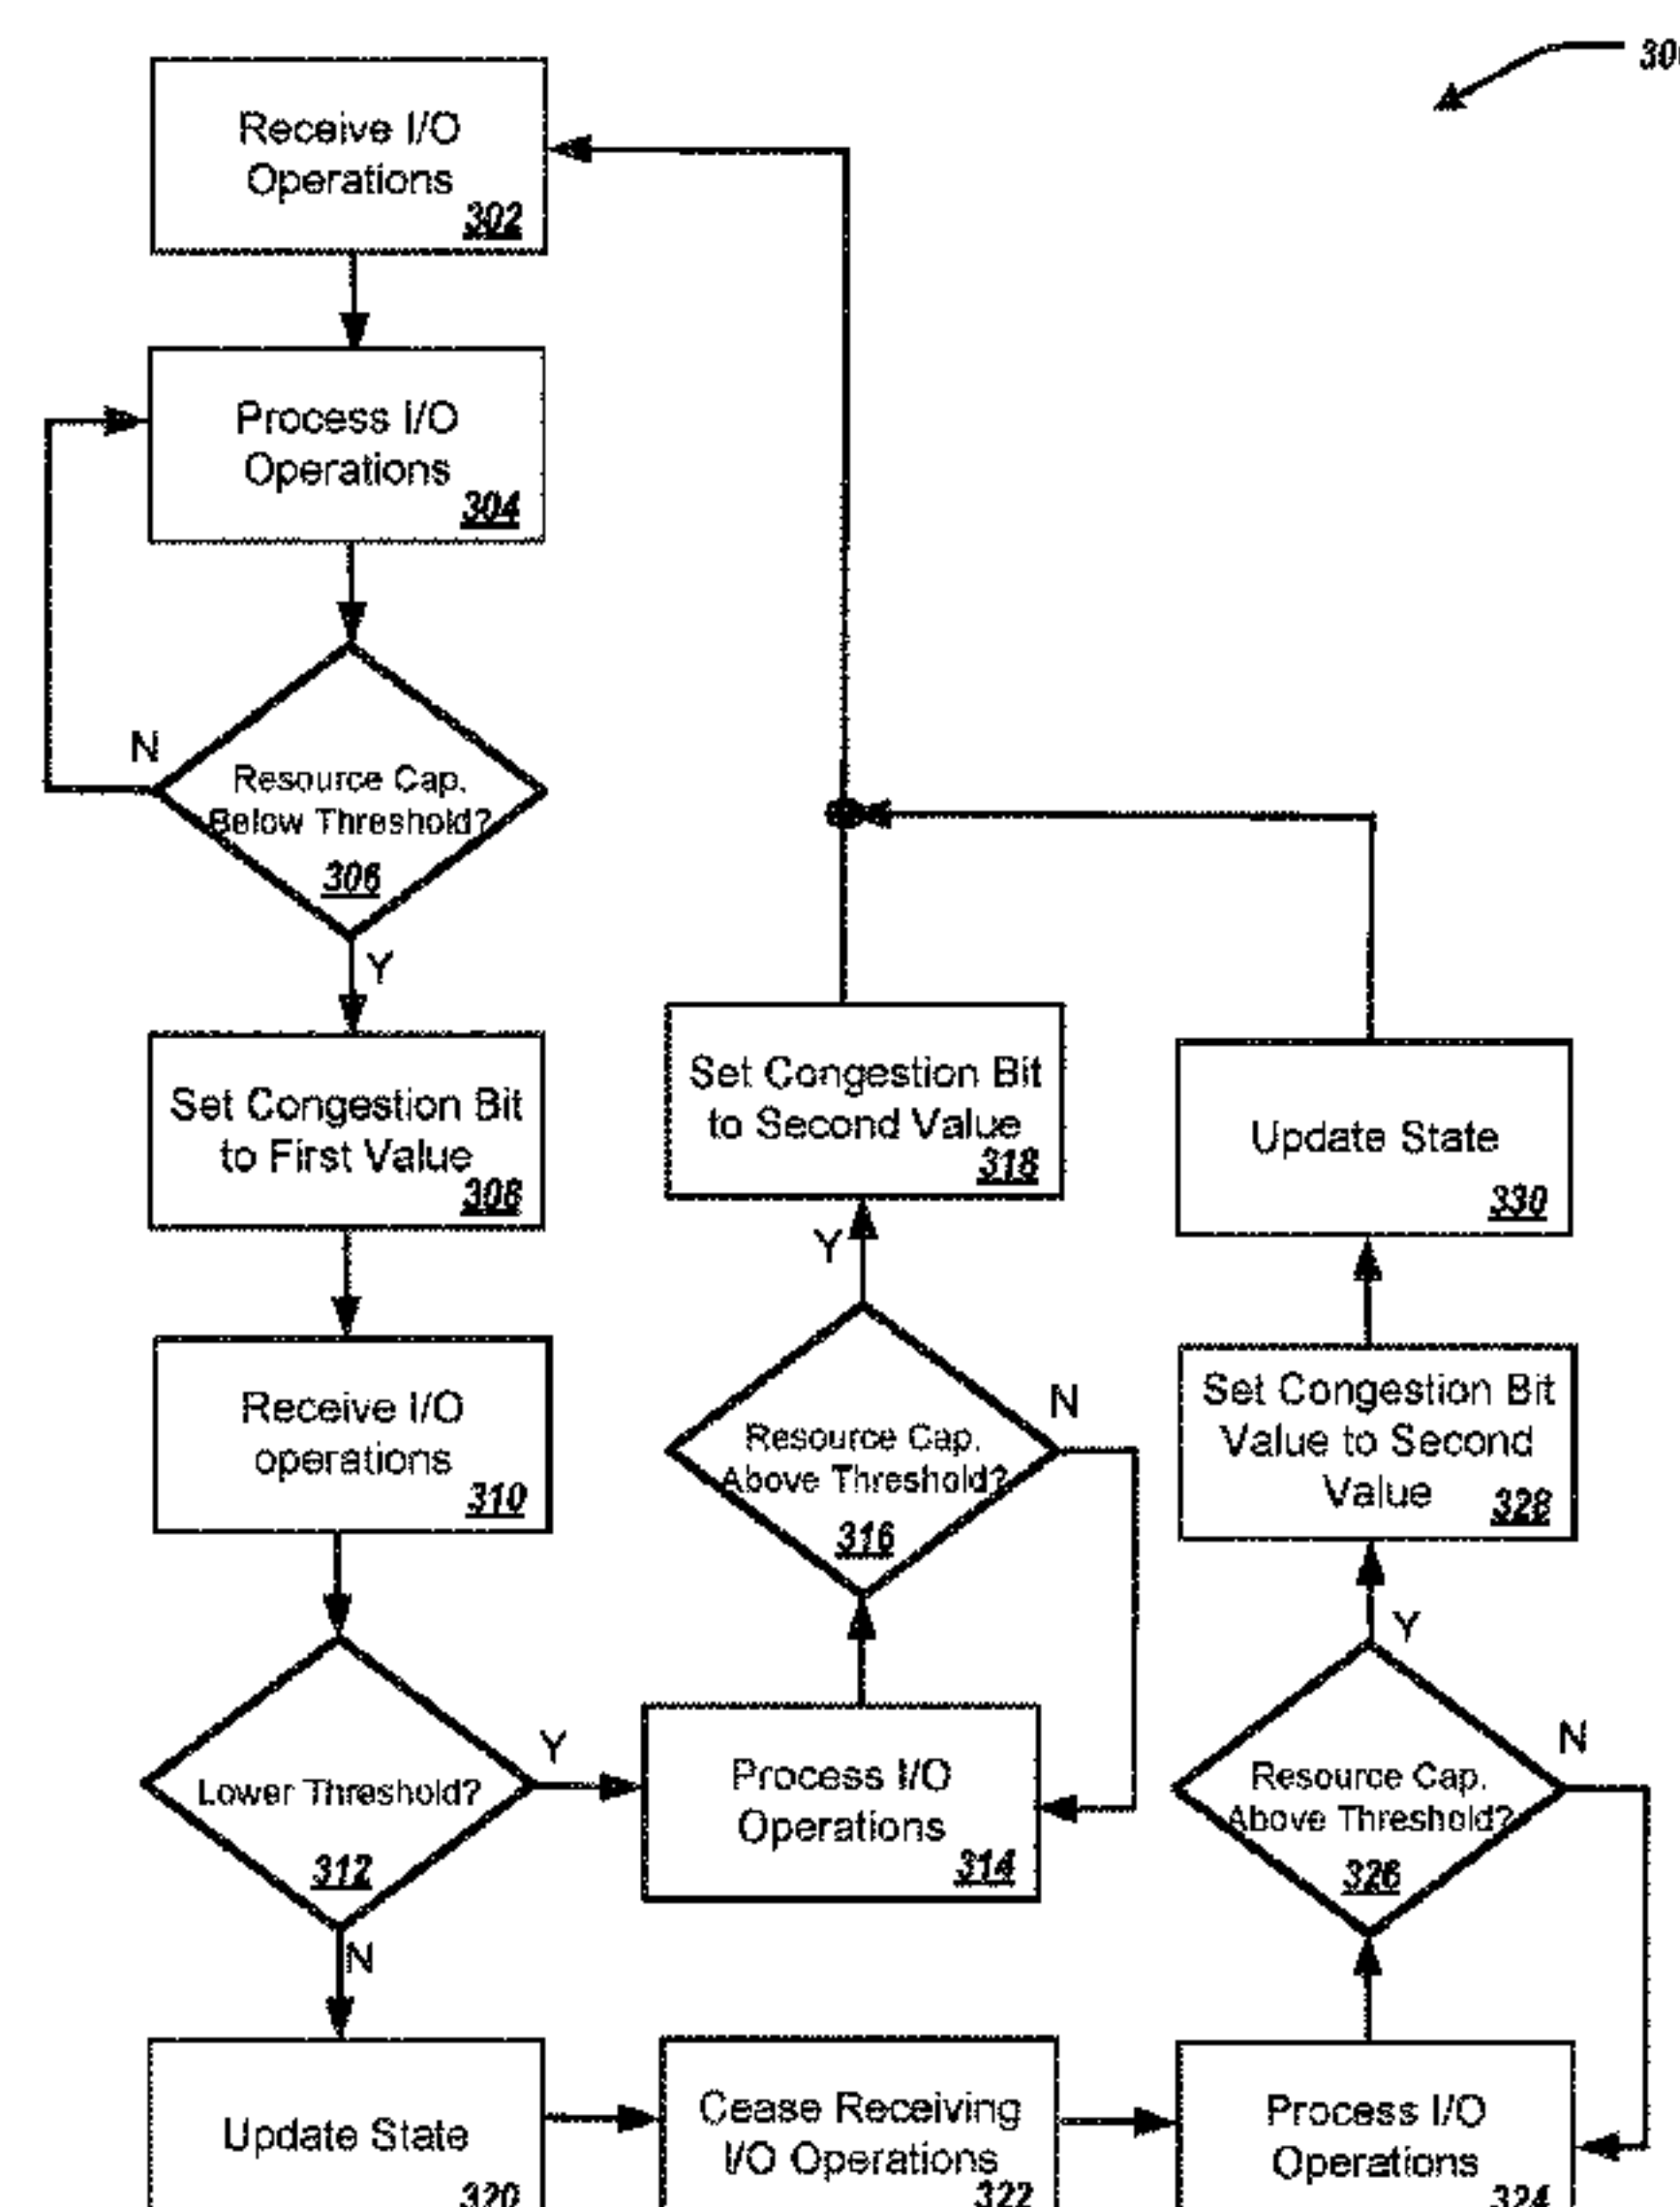 Receive I/O
Operations
302
Process I/O
Operations
304
N
Resource Cap.
Below Threshold?
306
Y
Set Congestion Bit
to First Value
308
Receive I/O
operations
310
Lower Threshold?
312
Y
N
Process I/O
Operations
314
Resource Cap.
Above Threshold?
316
N
Y
Set Congestion Bit
to Second Value
318
Update State
320
Cease Receiving
I/O Operations
322
Process I/O
Operations
324
Resource Cap.
Above Threshold?
326
N
Y
Set Congestion Bit
Value to Second
Value
328
Update State
330